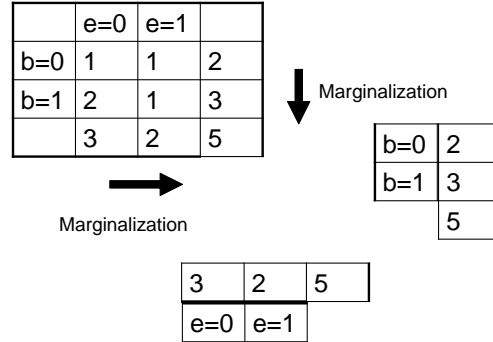 e=0 e=1
b=0 1 1 2
b=1 2 1 3
3 2 5
Marginalization
Marginalization
b=0 2
b=1 3
5
3 2 5
e=0 e=1